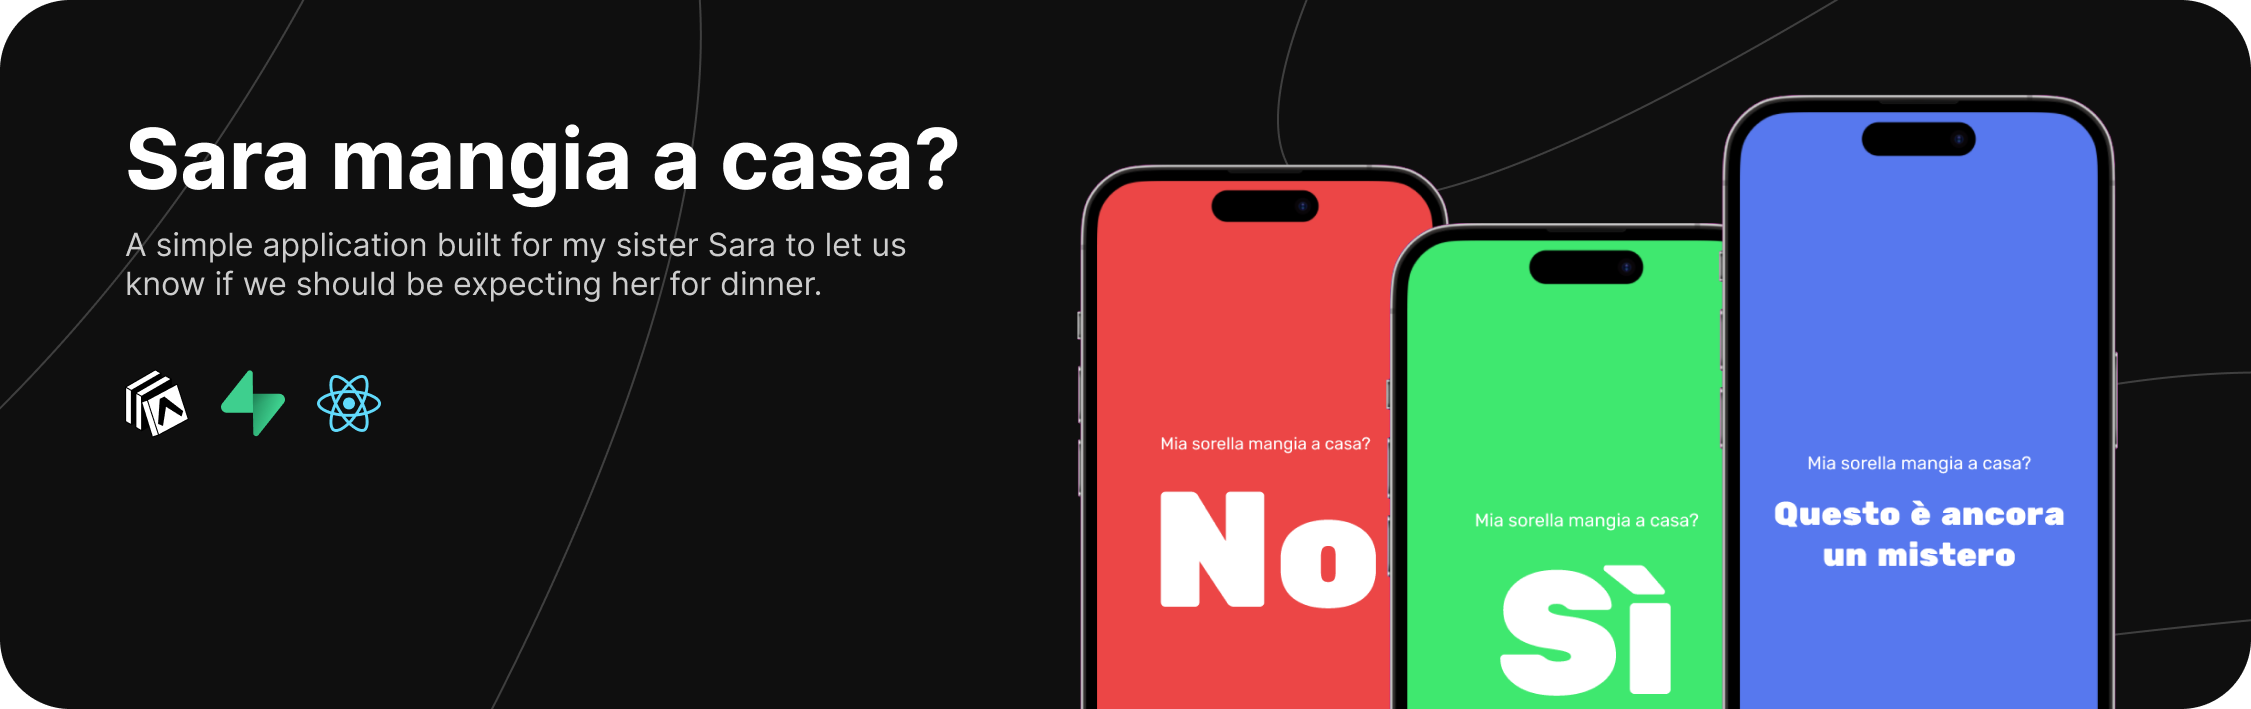 Sara mangia a casa?
A simple application built for my sister Sara to let us
know if we should be expecting her for dinner.
Mia sorella mangia a casa?
No
Mia sorella mangia a casa?
Sì
Mia sorella mangia a casa?
Questo è ancora
un mistero